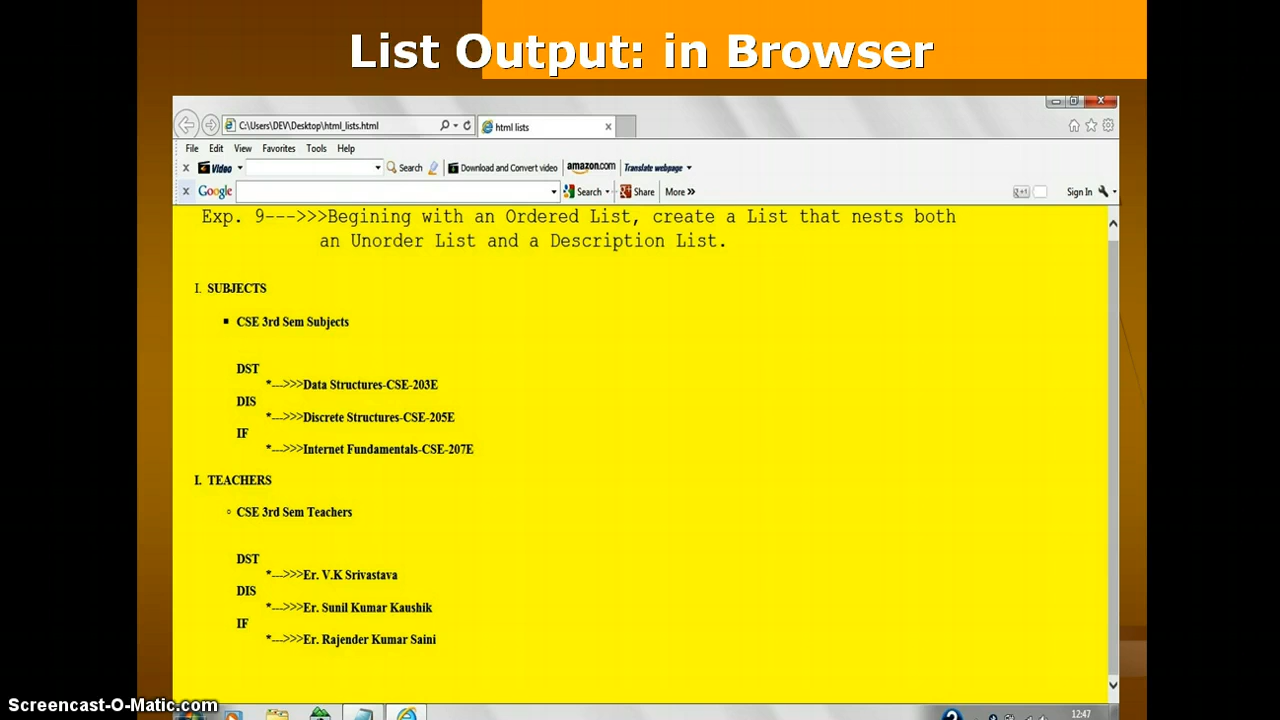 List Output: in Browser
C:\Users\DEV\Desktop\html_lists.html
html lists
File Edit View Favorites Tools Help
x Video Search Download and Convert video amazon.com Translate webpage
x Google Search Share More » +1 Sign In
Exp. 9--->>>Begining with an Ordered List, create a List that nests both
an Unorder List and a Description List.
I. SUBJECTS
▪ CSE 3rd Sem Subjects
DST
*--->>>Data Structures-CSE-203E
DIS
*--->>>Discrete Structures-CSE-205E
IF
*--->>>Internet Fundamentals-CSE-207E
I. TEACHERS
◦ CSE 3rd Sem Teachers
DST
*--->>>Er. V.K Srivastava
DIS
*--->>>Er. Sunil Kumar Kaushik
IF
*--->>>Er. Rajender Kumar Saini
Screencast-O-Matic.com
12:47